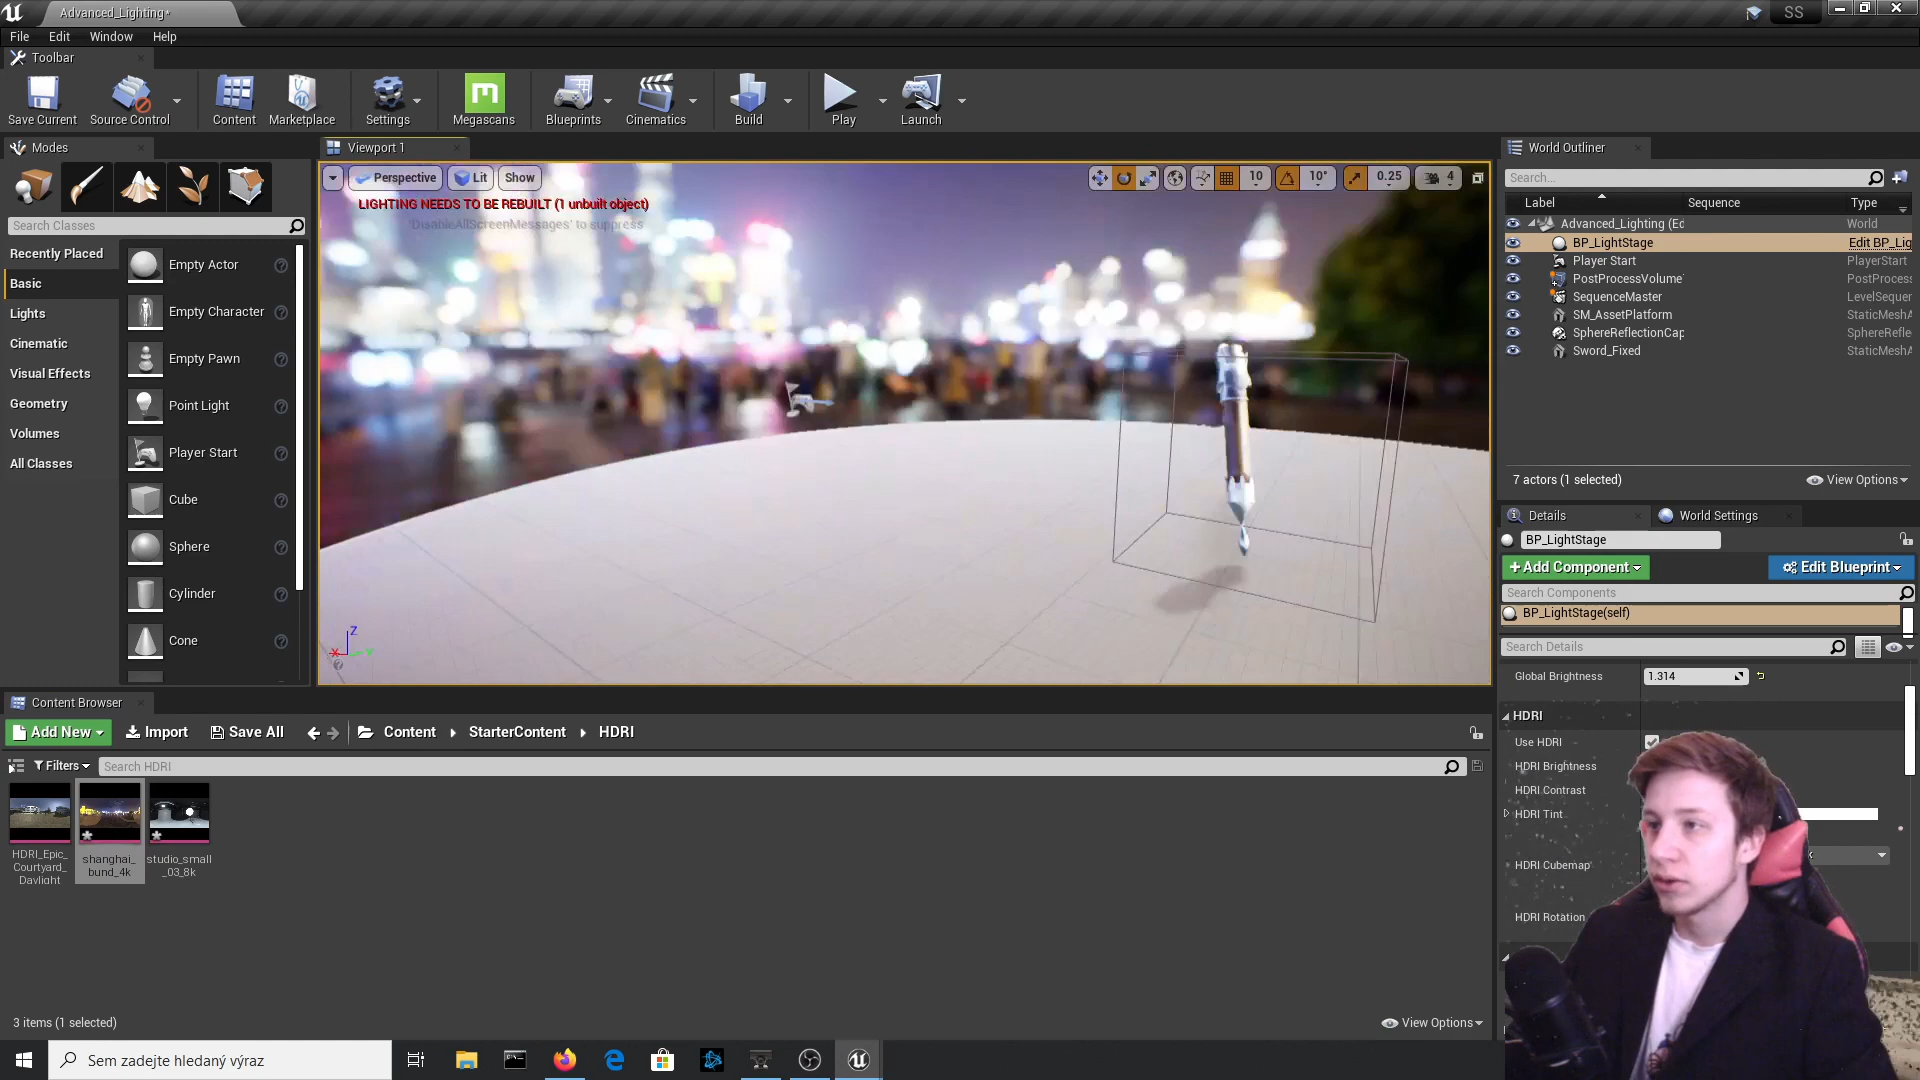 Advanced_Lighting*
SS
File Edit Window Help
Toolbar
Save Current Source Control Content Marketplace Settings Megascans Blueprints Cinematics Build Play Launch
Modes
Search Classes
Recently Placed
Basic
Lights
Cinematic
Visual Effects
Geometry
Volumes
All Classes
Empty Actor
Empty Character
Empty Pawn
Point Light
Player Start
Cube
Sphere
Cylinder
Cone
Viewport 1
Perspective Lit Show 10 10° 0.25 4
LIGHTING NEEDS TO BE REBUILT (1 unbuilt object)
'DisableAllScreenMessages' to suppress
Z
X Y
World Outliner
Search...
Label Sequence Type
Advanced_Lighting (Ec World
BP_LightStage Edit BP_Lig
Player Start PlayerStart
PostProcessVolume PostProcess
SequenceMaster LevelSequer
SM_AssetPlatform StaticMeshA
SphereReflectionCap SphereRefle
Sword_Fixed StaticMeshA
7 actors (1 selected) View Options
Details World Settings
BP_LightStage
+Add Component Edit Blueprint
Search Components
BP_LightStage(self)
Search Details
Global Brightness 1.314
HDRI
Use HDRI
HDRI Brightness
HDRI Contrast
HDRI Tint
HDRI Cubemap
HDRI Rotation
Content Browser
Add New Import Save All Content StarterContent HDRI
Filters Search HDRI
HDRI_Epic_
Courtyard_
Daylight
shanghai_
bund_4k
studio_small
_03_8k
3 items (1 selected) View Options
Sem zadejte hledaný výraz